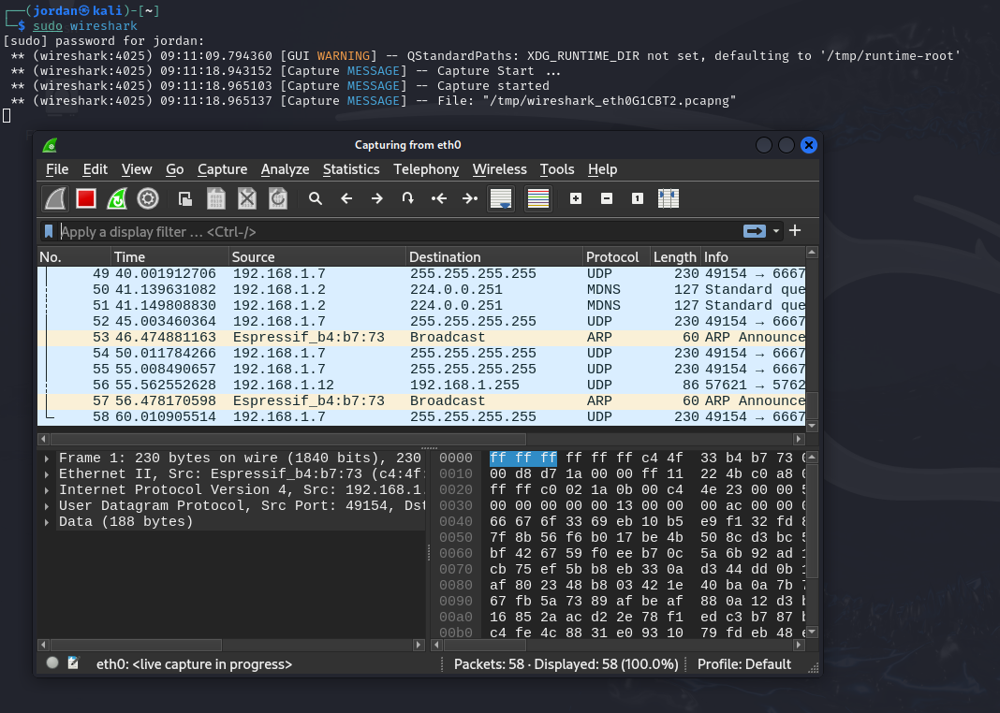 ┌──(jordan㉿kali)-[~]
└─$ sudo wireshark
[sudo] password for jordan:
** (wireshark:4025) 09:11:09.794360 [GUI WARNING] -- QStandardPaths: XDG_RUNTIME_DIR not set, defaulting to '/tmp/runtime-root'
** (wireshark:4025) 09:11:18.943152 [Capture MESSAGE] -- Capture Start ...
** (wireshark:4025) 09:11:18.965103 [Capture MESSAGE] -- Capture started
** (wireshark:4025) 09:11:18.965137 [Capture MESSAGE] -- File: "/tmp/wireshark_eth0G1CBT2.pcapng"
Capturing from eth0
File Edit View Go Capture Analyze Statistics Telephony Wireless Tools Help
Apply a display filter ... <Ctrl-/>
No. Time Source Destination Protocol Length Info
49 40.001912706 192.168.1.7 255.255.255.255 UDP 230 49154 → 6667
50 41.139631082 192.168.1.2 224.0.0.251 MDNS 127 Standard que
51 41.149808830 192.168.1.2 224.0.0.251 MDNS 127 Standard que
52 45.003460364 192.168.1.7 255.255.255.255 UDP 230 49154 → 6667
53 46.474881163 Espressif_b4:b7:73 Broadcast ARP 60 ARP Announce
54 50.011784266 192.168.1.7 255.255.255.255 UDP 230 49154 → 6667
55 55.008490657 192.168.1.7 255.255.255.255 UDP 230 49154 → 6667
56 55.562552628 192.168.1.12 192.168.1.255 UDP 86 57621 → 5762
57 56.478170598 Espressif_b4:b7:73 Broadcast ARP 60 ARP Announce
58 60.010905514 192.168.1.7 255.255.255.255 UDP 230 49154 → 6667
Frame 1: 230 bytes on wire (1840 bits), 230
Ethernet II, Src: Espressif_b4:b7:73 (c4:4f:
Internet Protocol Version 4, Src: 192.168.1.
User Datagram Protocol, Src Port: 49154, Dst
Data (188 bytes)
0000 ff ff ff ff ff ff c4 4f 33 b4 b7 73
0010 00 d8 d7 1a 00 00 ff 11 22 4b c0 a8
0020 ff ff c0 02 1a 0b 00 c4 4e 23 00 00
0030 00 00 00 00 00 13 00 00 00 ac 00 00
0040 66 67 6f 33 69 eb 10 b5 e9 f1 32 fd
0050 7f 8b 56 f6 b0 17 be 4b 50 8c d3 bc
0060 bf 42 67 59 f0 ee b7 0c 5a 6b 92 ad
0070 cb 75 ef 5b b8 eb 33 0a d3 44 dd 0b
0080 af 80 23 48 b8 03 42 1e 40 ba 0a 7b
0090 67 fb 5a 73 89 af be af 88 0a 12 d3
00a0 16 85 2a ac d2 2e 78 f1 ed c3 b7 87
00b0 c4 fe 4c 88 31 e0 93 10 79 fd eb 48
eth0: <live capture in progress>
Packets: 58 · Displayed: 58 (100.0%)
Profile: Default